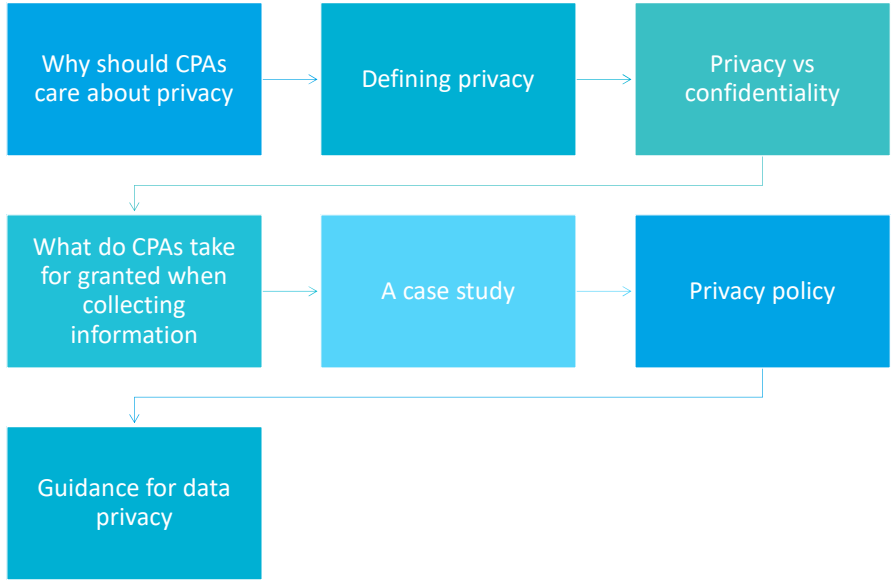 Why should CPAs
care about privacy
Defining privacy
Privacy vs
confidentiality
What do CPAs take
for granted when
collecting
information
A case study
Privacy policy
Guidance for data
privacy